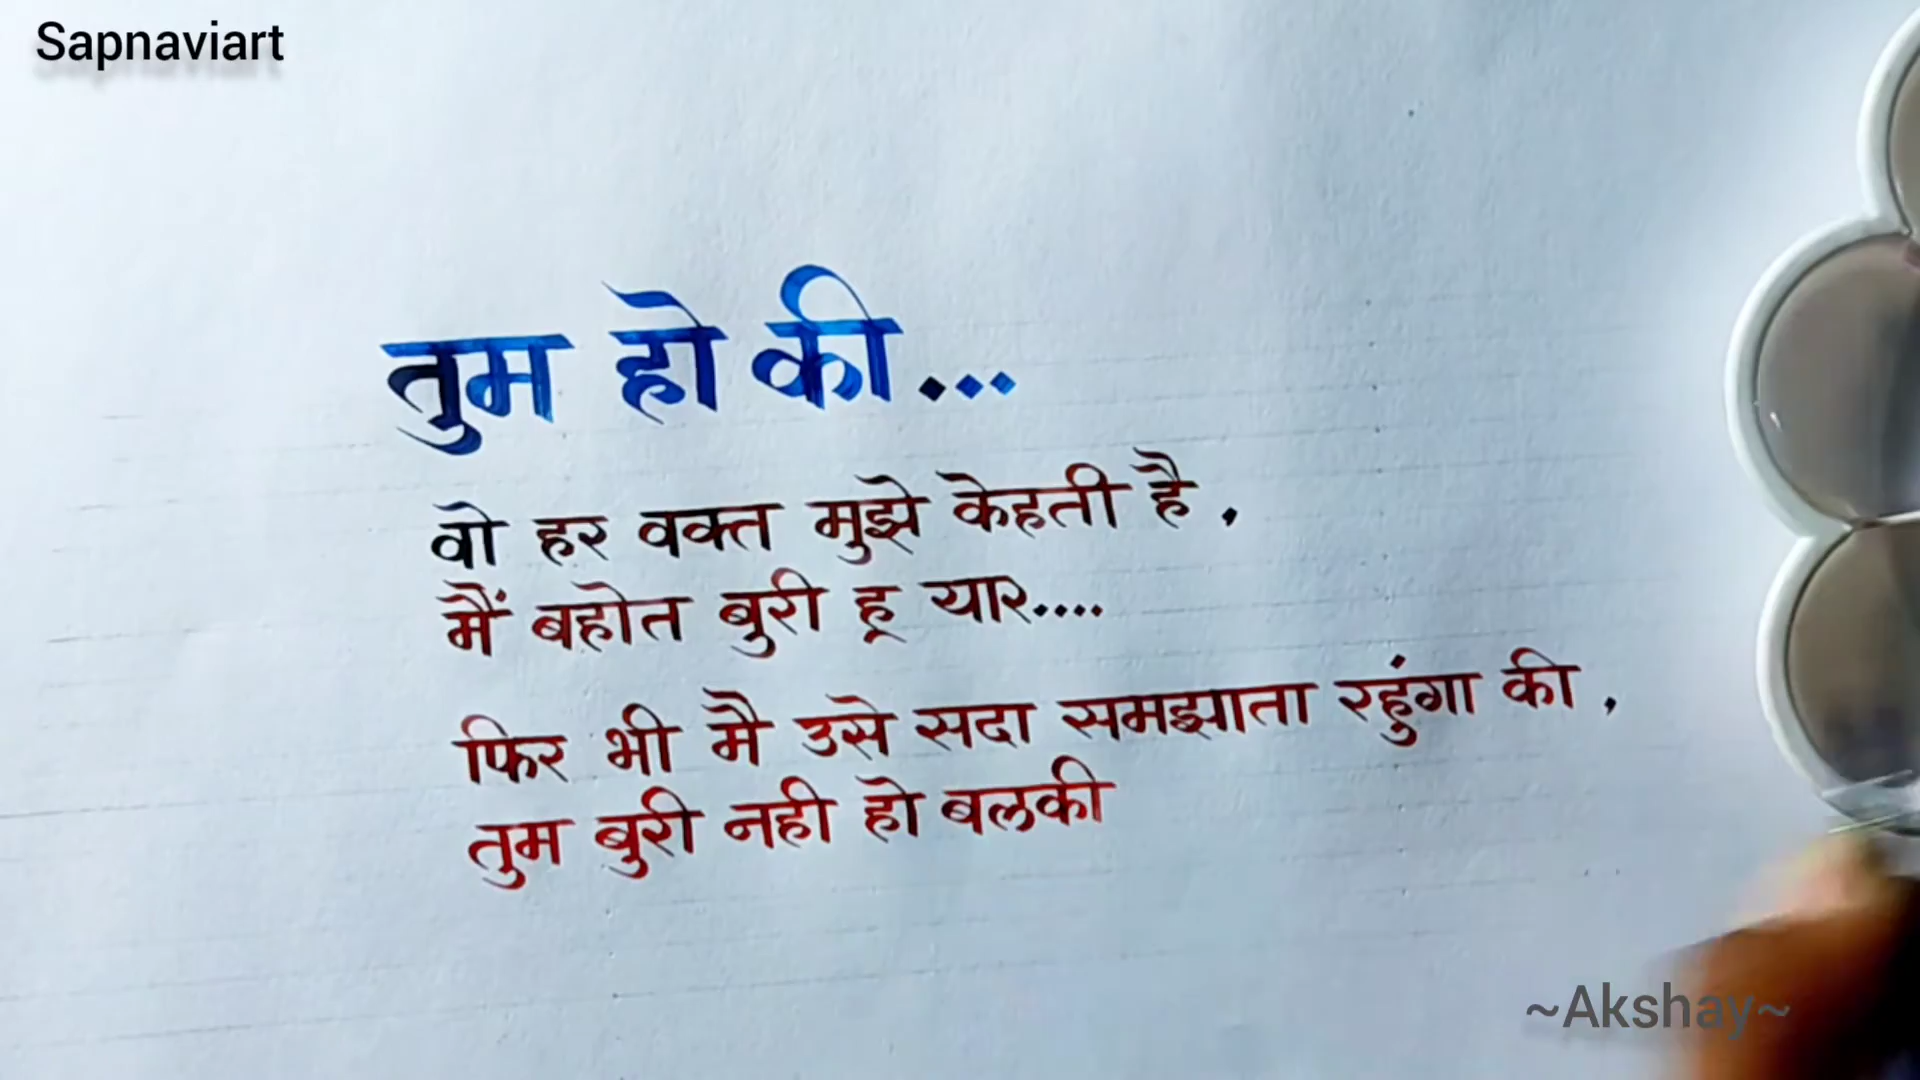 Sapnaviart
तुम हो की...
वो हर वक्त मुझे केहती है,
मैं बहोत बुरी हू यार....
फिर भी मै उसे सदा समझाता रहुंगा की,
तुम बुरी नही हो बलकी
~Akshay~